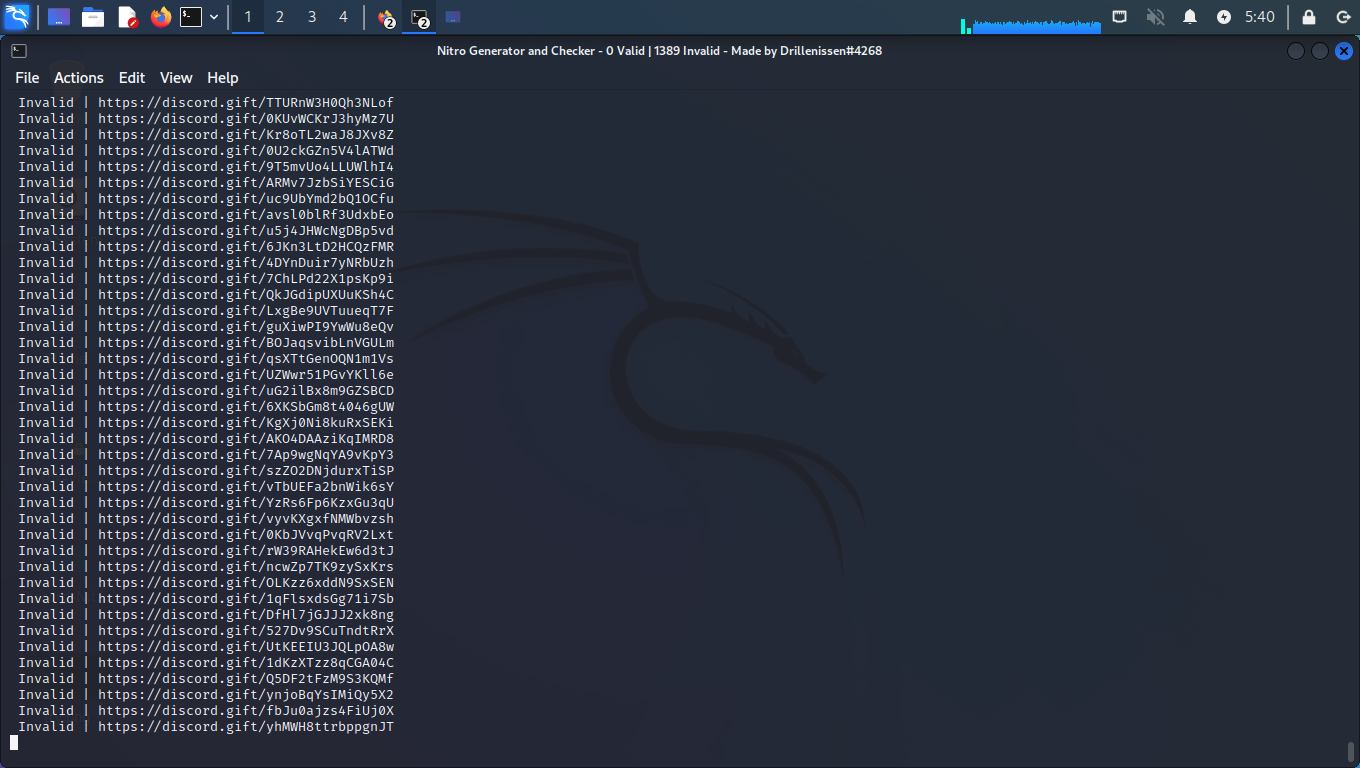 1 2 3 4 2 2 5:40
Nitro Generator and Checker - 0 Valid | 1389 Invalid - Made by Drillenissen#4268
File Actions Edit View Help
Invalid | https://discord.gift/TTURnW3H0Qh3NLof
Invalid | https://discord.gift/0KUvWCKrJ3hyMz7U
Invalid | https://discord.gift/Kr8oTL2waJ8JXv8Z
Invalid | https://discord.gift/0U2ckGZn5V4lATWd
Invalid | https://discord.gift/9T5mvUo4LLUWlhI4
Invalid | https://discord.gift/ARMv7JzbSiYESCiG
Invalid | https://discord.gift/uc9UbYmd2bQ1OCfu
Invalid | https://discord.gift/avsl0blRf3UdxbEo
Invalid | https://discord.gift/u5j4JHWcNgDBp5vd
Invalid | https://discord.gift/6JKn3LtD2HCQzFMR
Invalid | https://discord.gift/4DYnDuir7yNRbUzh
Invalid | https://discord.gift/7ChLPd22X1psKp9i
Invalid | https://discord.gift/QkJGdipUXUuKSh4C
Invalid | https://discord.gift/LxgBe9UVTuueqT7F
Invalid | https://discord.gift/guXiwPI9YwWu8eQv
Invalid | https://discord.gift/BOJaqsvibLnVGULm
Invalid | https://discord.gift/qsXTtGenOQN1m1Vs
Invalid | https://discord.gift/UZWwr51PGvYKll6e
Invalid | https://discord.gift/uG2ilBx8m9GZSBCD
Invalid | https://discord.gift/6XKSbGm8t4046gUW
Invalid | https://discord.gift/KgXj0Ni8kuRxSEKi
Invalid | https://discord.gift/AKO4DAAziKqIMRD8
Invalid | https://discord.gift/7Ap9wgNqYA9vKpY3
Invalid | https://discord.gift/szZO2DNjdurxTiSP
Invalid | https://discord.gift/vTbUEFa2bnWik6sY
Invalid | https://discord.gift/YzRs6Fp6KzxGu3qU
Invalid | https://discord.gift/vyvKXgxfNMWbvzsh
Invalid | https://discord.gift/0KbJVvqPvqRV2Lxt
Invalid | https://discord.gift/rW39RAHekEw6d3tJ
Invalid | https://discord.gift/ncwZp7TK9zySxKrs
Invalid | https://discord.gift/OLKzz6xddN9SxSEN
Invalid | https://discord.gift/1qFlsxdsGg71i7Sb
Invalid | https://discord.gift/DfHl7jGJJJ2xk8ng
Invalid | https://discord.gift/527Dv9SCuTndtRrX
Invalid | https://discord.gift/UtKEEIU3JQLpOA8w
Invalid | https://discord.gift/1dKzXTzz8qCGA04C
Invalid | https://discord.gift/Q5DF2tFzM9S3KQMf
Invalid | https://discord.gift/ynjoBqYsIMiQy5X2
Invalid | https://discord.gift/fbJu0ajzs4FiUj0X
Invalid | https://discord.gift/yhMWH8ttrbppgnJT